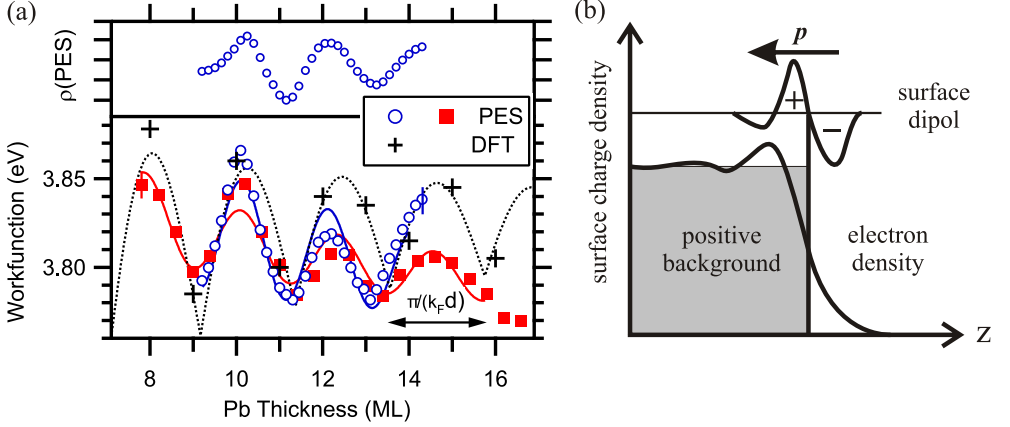 (a)
ρ(PES)
PES
DFT
Workfunction (eV)
3.85
3.80
π/(k_F d)
8
10
12
14
16
Pb Thickness (ML)
(b)
p
surface charge density
+
−
surface
dipol
positive
background
electron
density
z